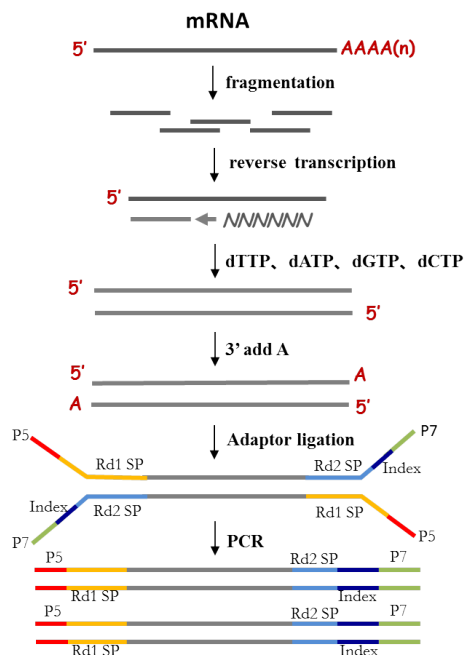 mRNA
5' AAAA(n)
fragmentation
reverse transcription
5'
NNNNNN
dTTP、dATP、dGTP、dCTP
5'
5'
3' add A
5' A
A 5'
Adaptor ligation
P5 P7
Rd1 SP Rd2 SP Index
Index Rd2 SP Rd1 SP
P7 P5
PCR
P5 Rd2 SP P7
Rd1 SP Index
P5 Rd2 SP P7
Rd1 SP Index